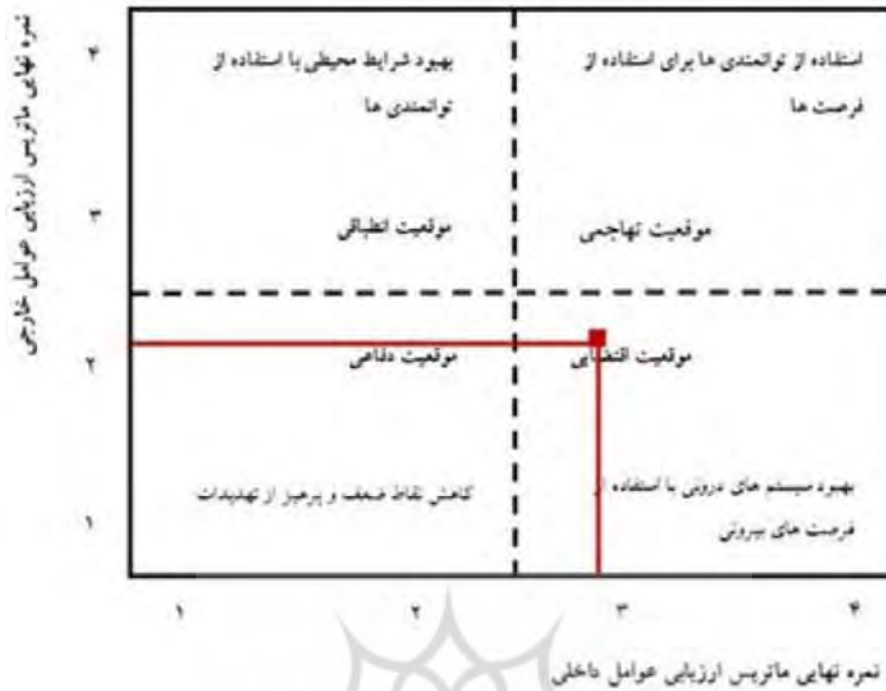 نمره نهایی ماتریس ارزیابی عوامل خارجی
۴
۳
۲
۱
استفاده از توانمندی ها برای استفاده از
فرصت ها
موقعیت تهاجمی
بهبود شرایط محیطی با استفاده از
توانمندی ها
موقعیت انطباقی
موقعیت اقتضایی
بهبود سیستم های درونی با استفاده از
فرصت های بیرونی
موقعیت دفاعی
کاهش نقاط ضعف و پرهیز از تهدیدات
۱ ۲ ۳ ۴
نمره نهایی ماتریس ارزیابی عوامل داخلی